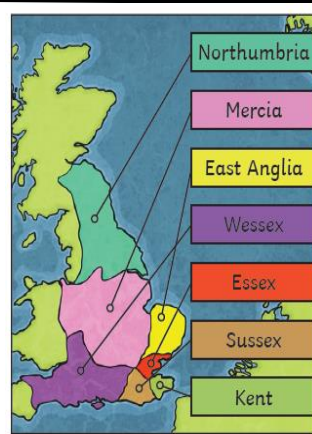 Northumbria
Mercia
East Anglia
Wessex
Essex
Sussex
Kent